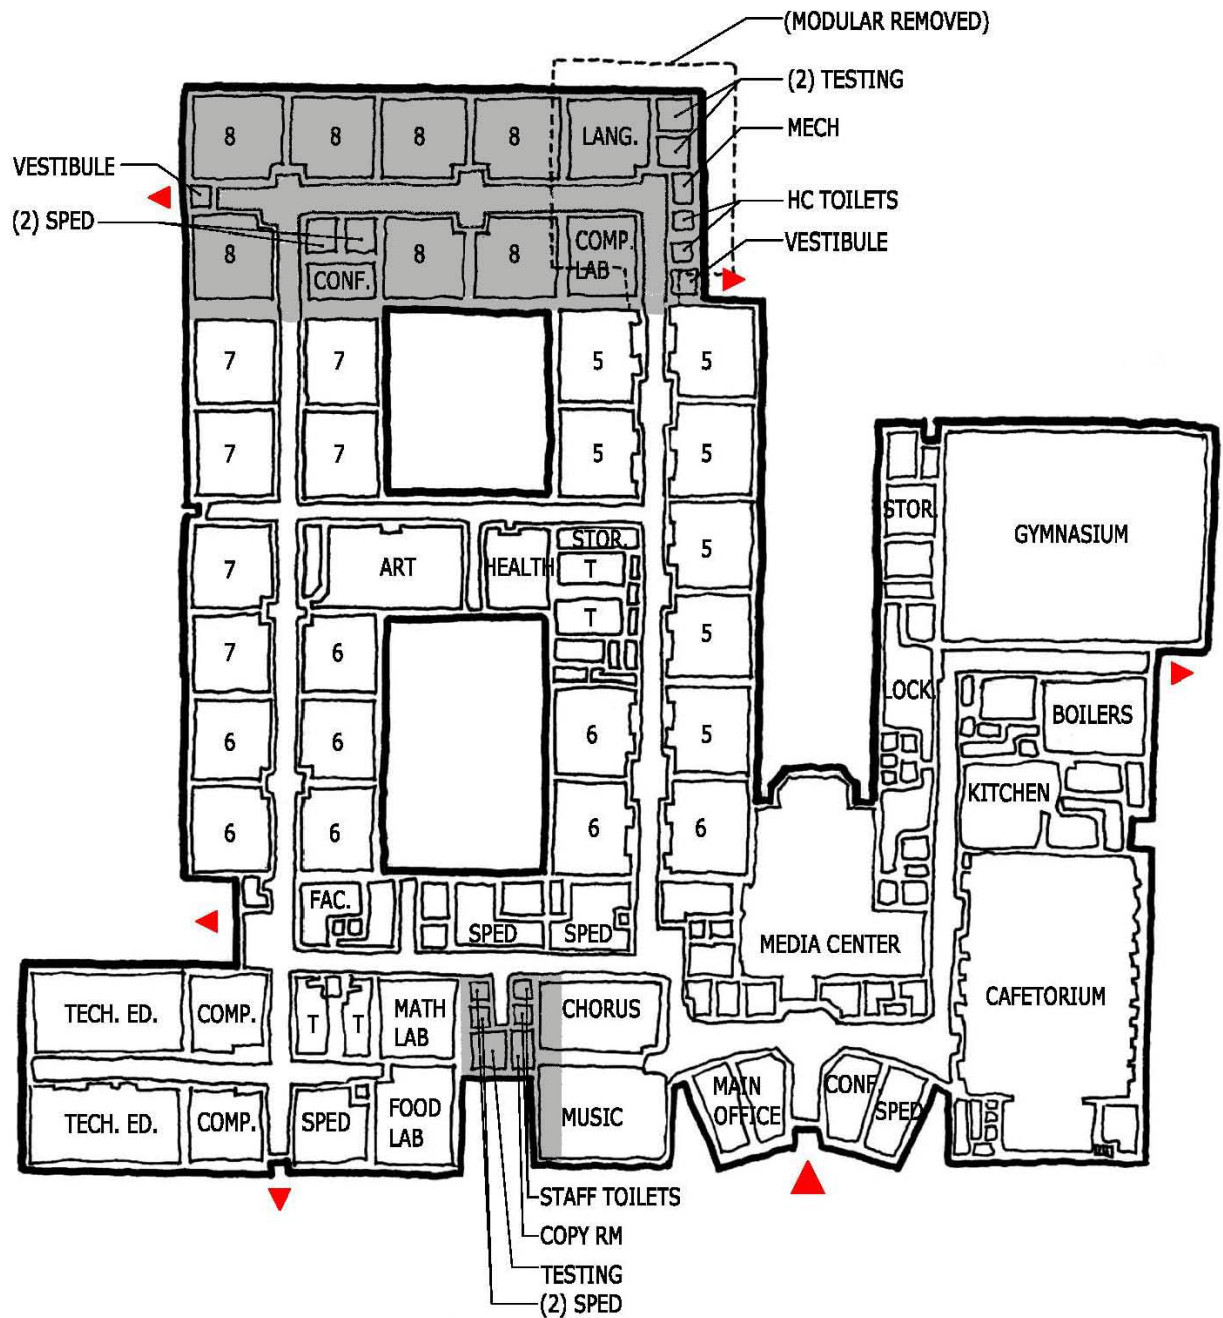 (MODULAR REMOVED)
(2) TESTING
MECH
HC TOILETS
VESTIBULE
VESTIBULE
(2) SPED
8 8 8 8 LANG.
8 8 8 COMP. LAB
CONF.
7 7 5 5
7 7 5 5
7 ART HEALTH STOR. 5
T
T
7 6 5
6 6 6 5
6 6 6 6
STOR.
GYMNASIUM
LOCK.
BOILERS
KITCHEN
FAC.
SPED SPED
MEDIA CENTER
CAFETORIUM
TECH. ED. COMP. T T MATH LAB CHORUS
TECH. ED. COMP. SPED FOOD LAB MUSIC
MAIN OFFICE
CONF.
SPED
STAFF TOILETS
COPY RM
TESTING
(2) SPED